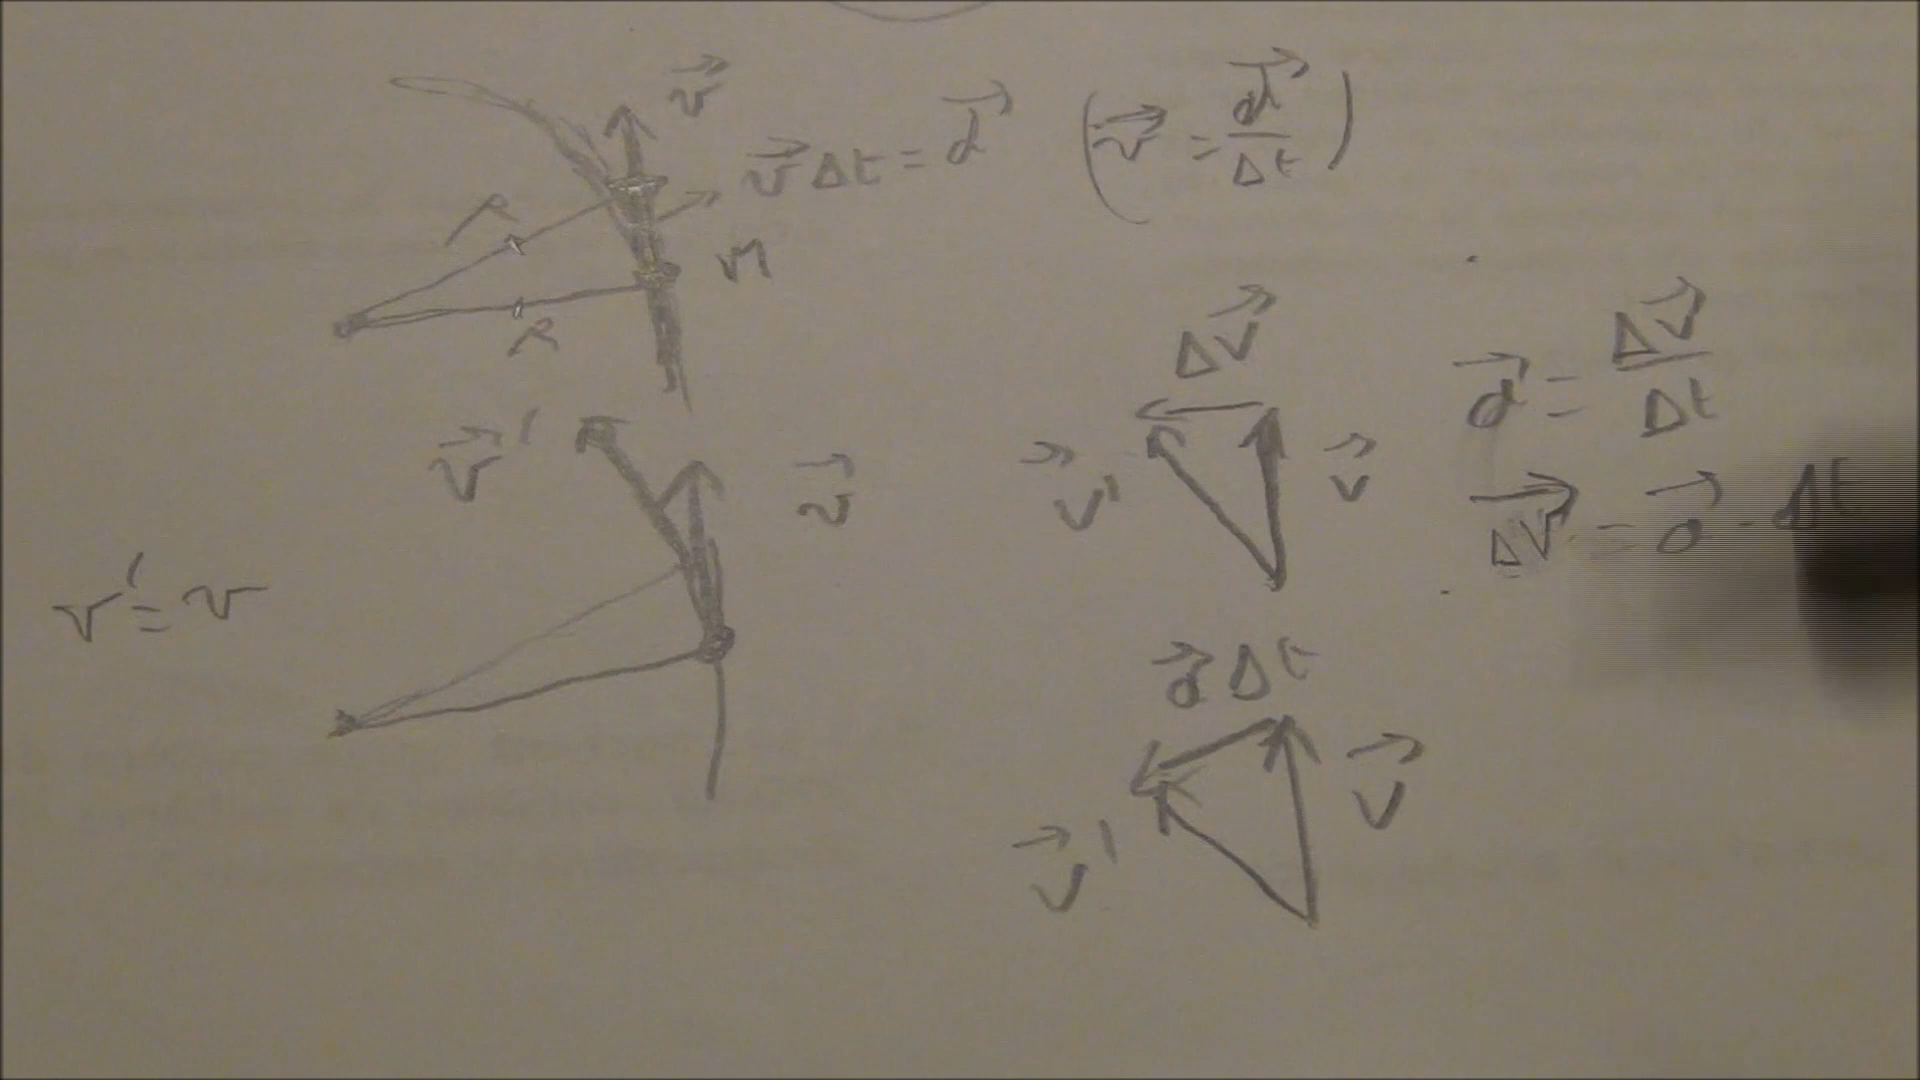 v⃗
v⃗ Δt = d⃗ (v⃗ = d⃗/Δt)
R
M
R
Δv⃗
a⃗ = Δv⃗/Δt
v⃗' v⃗
v⃗' v⃗
Δv⃗ = a⃗ · Δt
v' = v
a⃗ Δt
v⃗
v⃗'